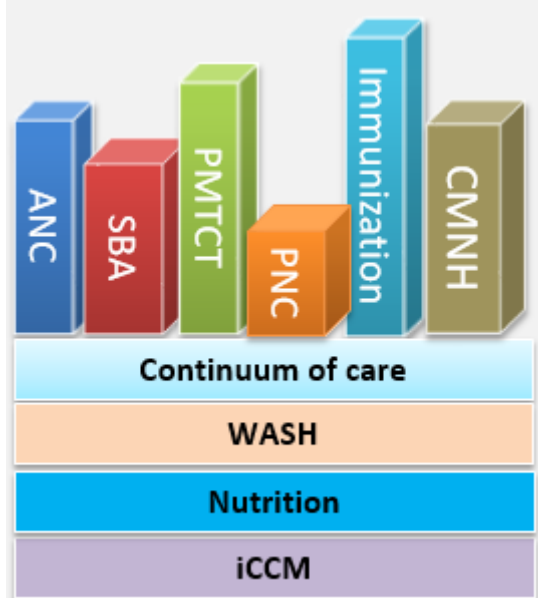 ANC
SBA
PMTCT
PNC
Immunization
CMNH
Continuum of care
WASH
Nutrition
iCCM